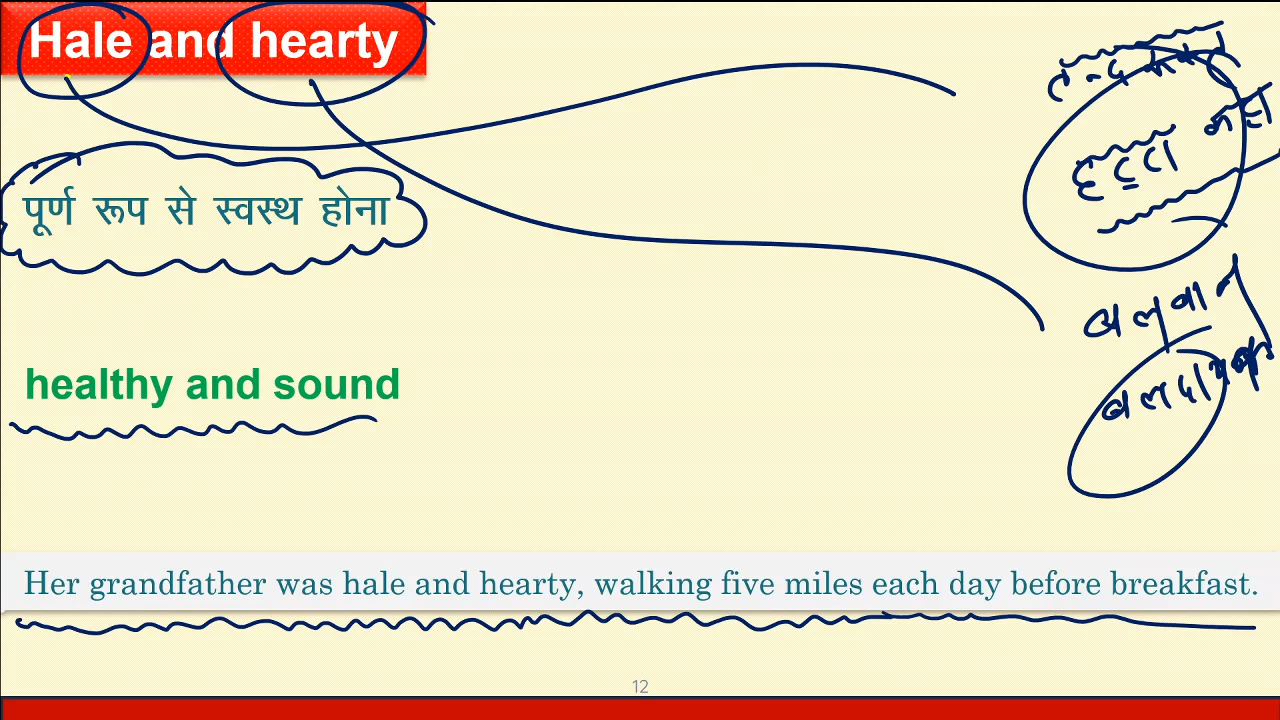 Hale and hearty
पूर्ण रूप से स्वस्थ होना
healthy and sound
Her grandfather was hale and hearty, walking five miles each day before breakfast.
बलवान
12